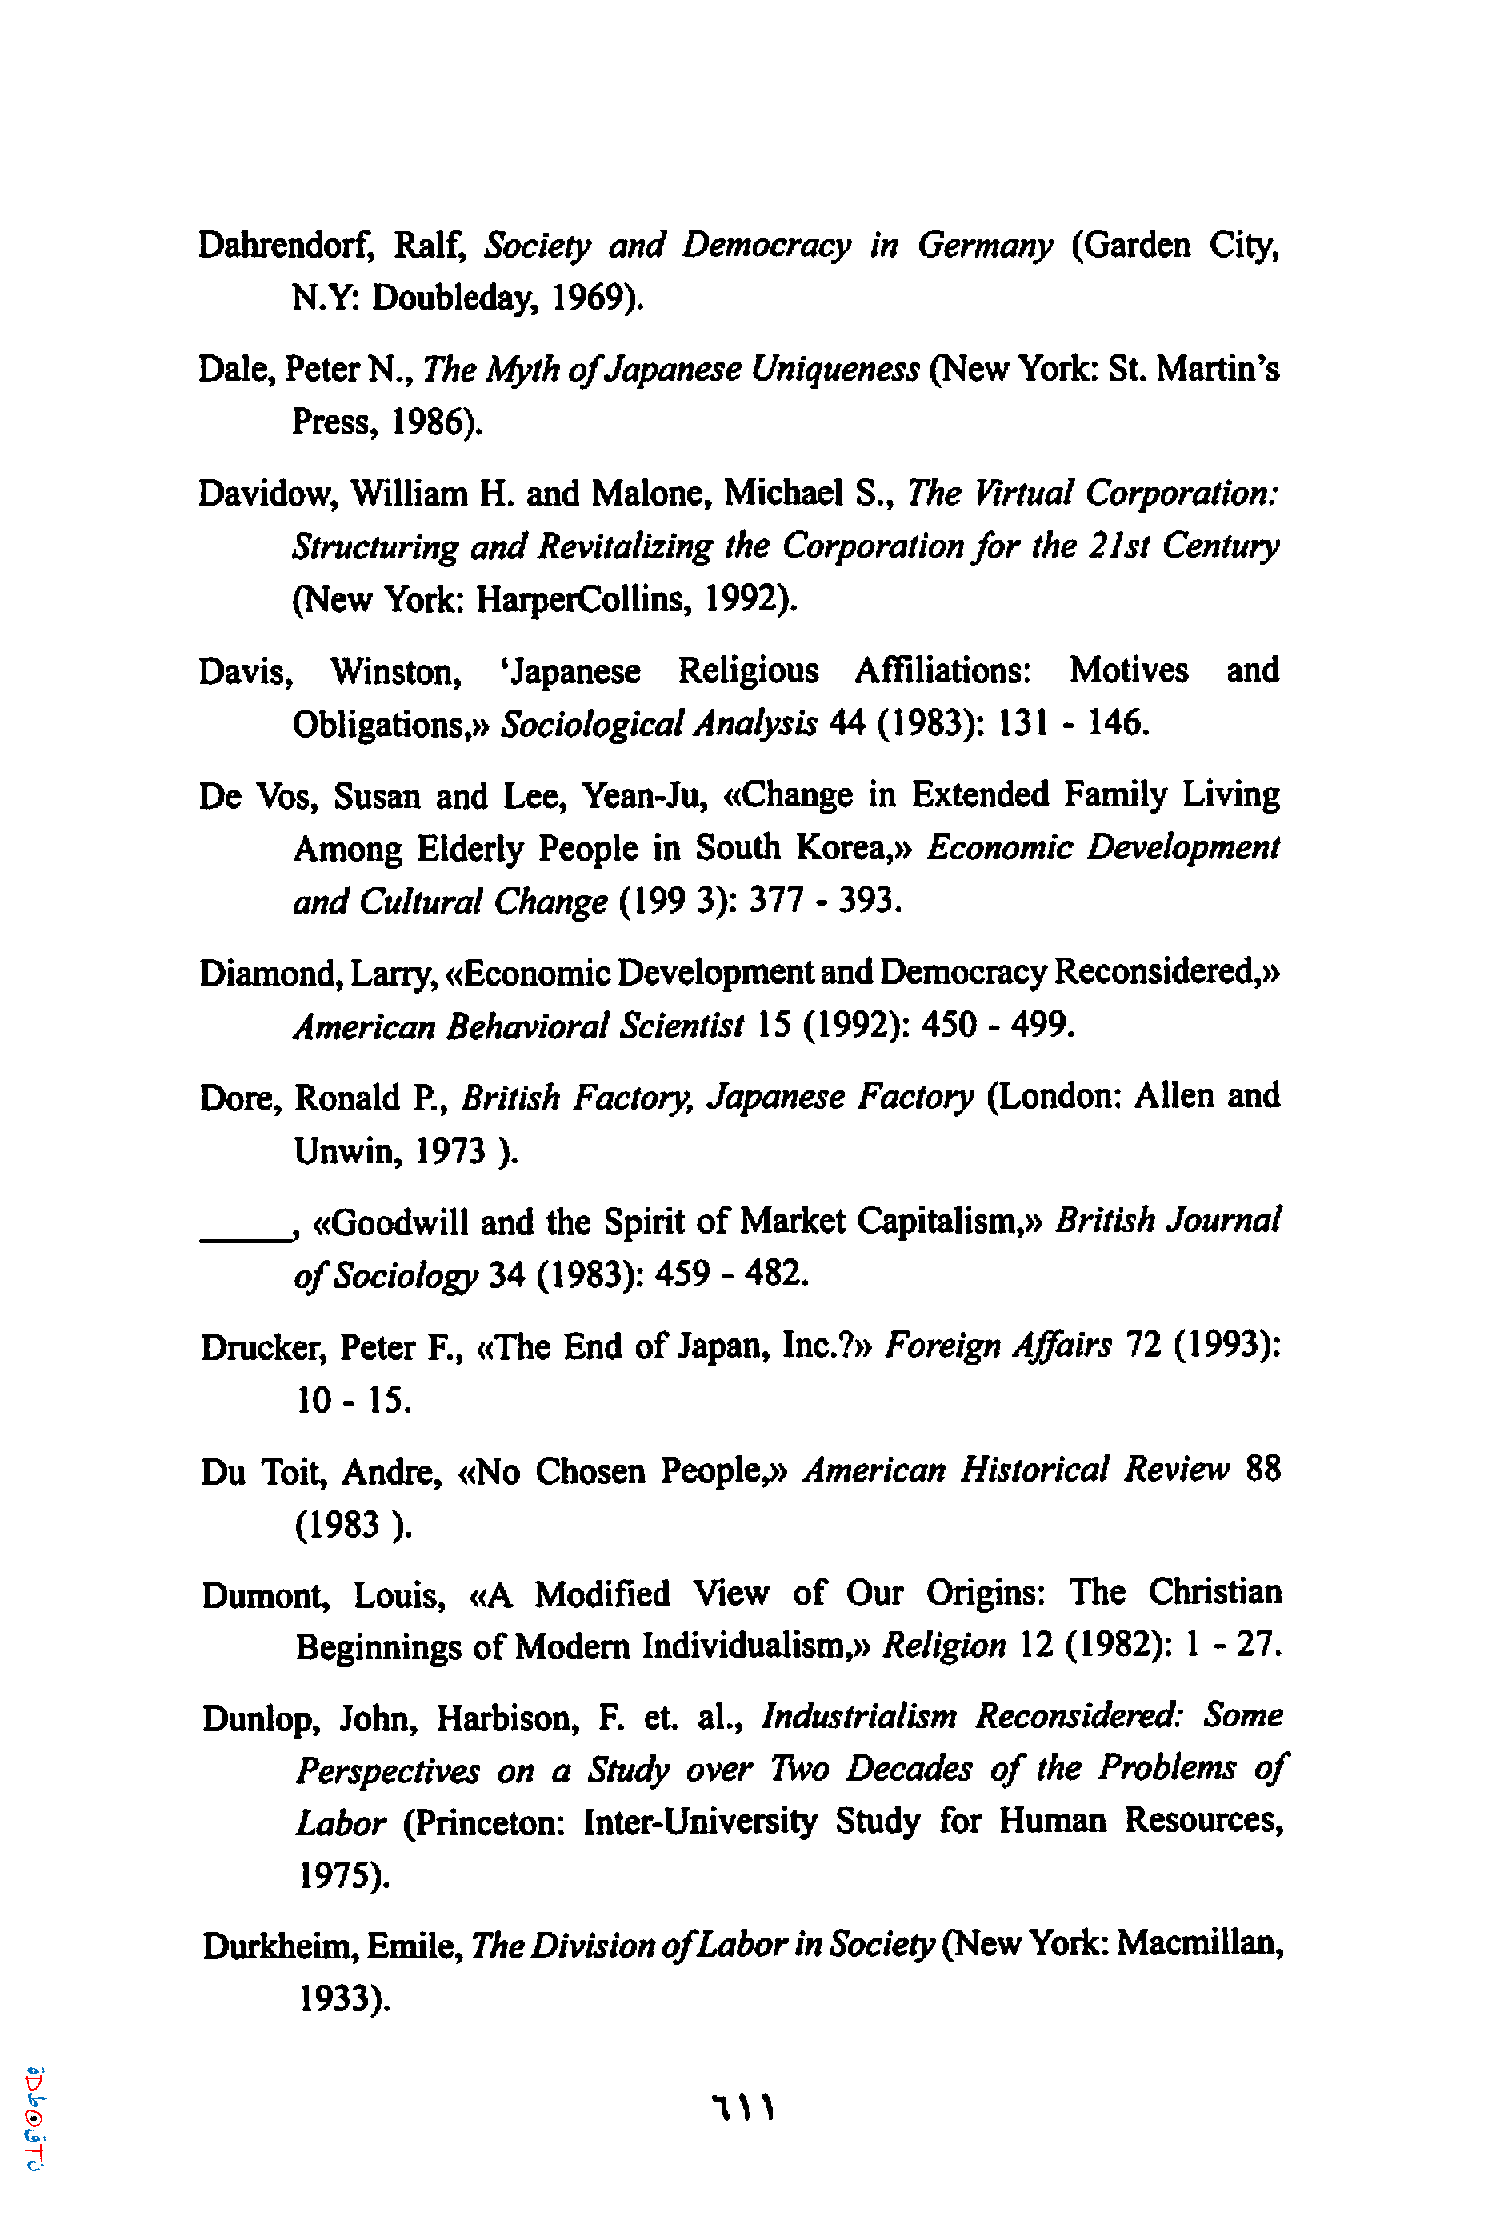 Dahrendorf, Ralf, Society and Democracy in Germany (Garden City,
N.Y: Doubleday, 1969).
Dale, Peter N., The Myth of Japanese Uniqueness (New York: St. Martin's
Press, 1986).
Davidow, William H. and Malone, Michael S., The Virtual Corporation:
Structuring and Revitalizing the Corporation for the 21st Century
(New York: HarperCollins, 1992).
Davis, Winston, ‘Japanese Religious Affiliations: Motives and
Obligations,» Sociological Analysis 44 (1983): 131 - 146.
De Vos, Susan and Lee, Yean-Ju, «Change in Extended Family Living
Among Elderly People in South Korea,» Economic Development
and Cultural Change (199 3): 377 - 393.
Diamond, Larry, «Economic Development and Democracy Reconsidered,»
American Behavioral Scientist 15 (1992): 450 - 499.
Dore, Ronald P., British Factory, Japanese Factory (London: Allen and
Unwin, 1973 ).
_____, «Goodwill and the Spirit of Market Capitalism,» British Journal
of Sociology 34 (1983): 459 - 482.
Drucker, Peter F., «The End of Japan, Inc.?» Foreign Affairs 72 (1993):
10 - 15.
Du Toit, Andre, «No Chosen People,» American Historical Review 88
(1983 ).
Dumont, Louis, «A Modified View of Our Origins: The Christian
Beginnings of Modern Individualism,» Religion 12 (1982): 1 - 27.
Dunlop, John, Harbison, F. et. al., Industrialism Reconsidered: Some
Perspectives on a Study over Two Decades of the Problems of
Labor (Princeton: Inter-University Study for Human Resources,
1975).
Durkheim, Emile, The Division of Labor in Society (New York: Macmillan,
1933).
٦١١